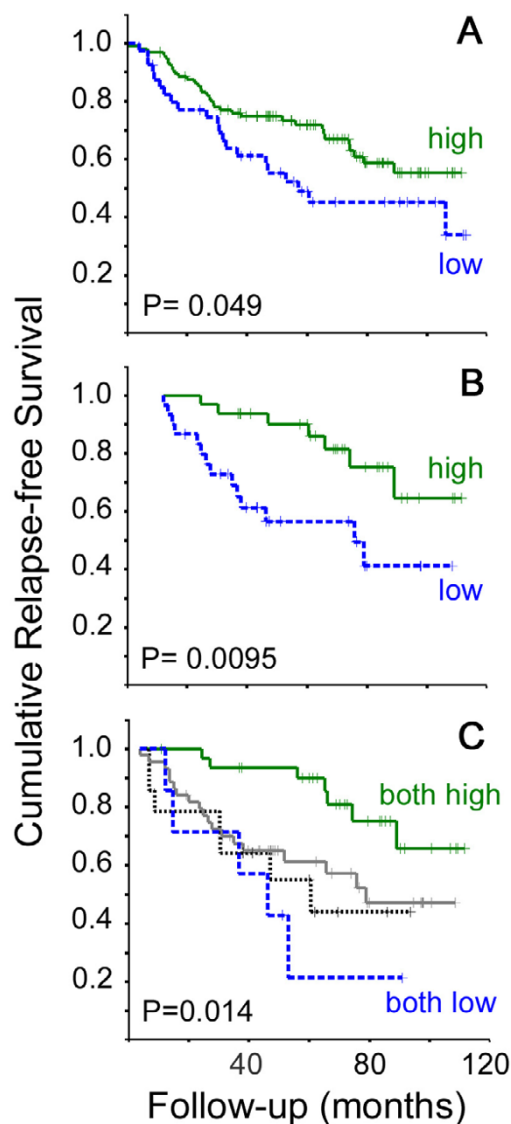 Cumulative Relapse-free Survival
A
1.0
0.8
0.6
0.4
0.2
high
low
P= 0.049
B
1.0
0.8
0.6
0.4
0.2
high
low
P= 0.0095
C
1.0
0.8
0.6
0.4
0.2
both high
both low
P=0.014
40 80 120
Follow-up (months)